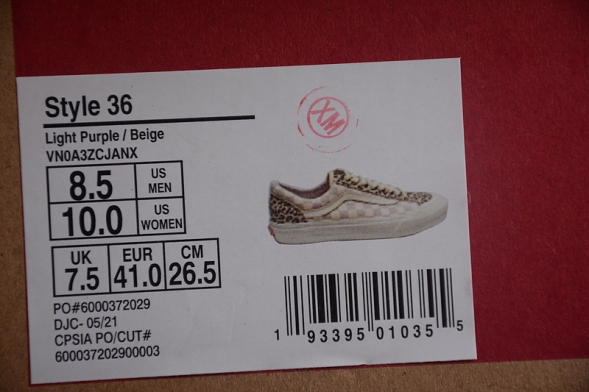 Style 36
Light Purple / Beige
VN0A3ZCJANX
8.5 US MEN
10.0 US WOMEN
UK 7.5 EUR 41.0 CM 26.5
PO#6000372029
DJC- 05/21
CPSIA PO/CUT#
600037202900003
XM
1 93395 01035 5